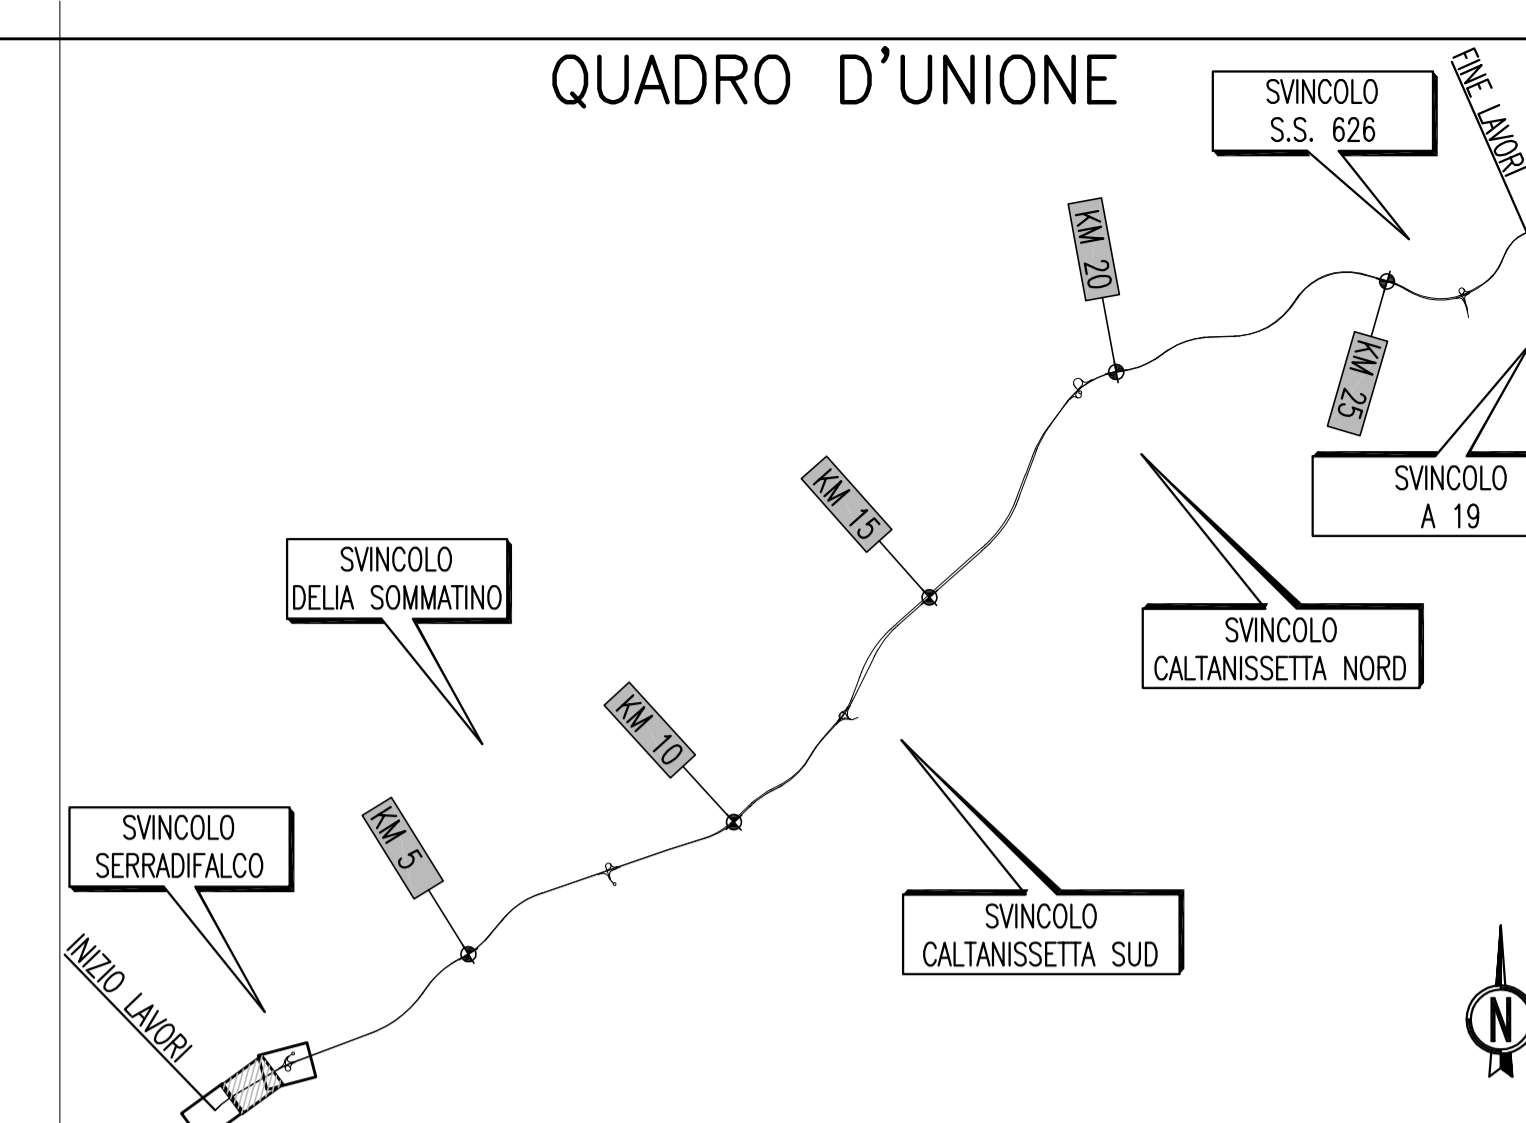 QUADRO D'UNIONE
SVINCOLO
S.S. 626
FINE LAVORI
KM 20
KM 25
SVINCOLO
A 19
KM 15
SVINCOLO
DELIA SOMMATINO
SVINCOLO
CALTANISSETTA NORD
KM 10
KM 5
SVINCOLO
SERRADIFALCO
SVINCOLO
CALTANISSETTA SUD
INIZIO LAVORI
N